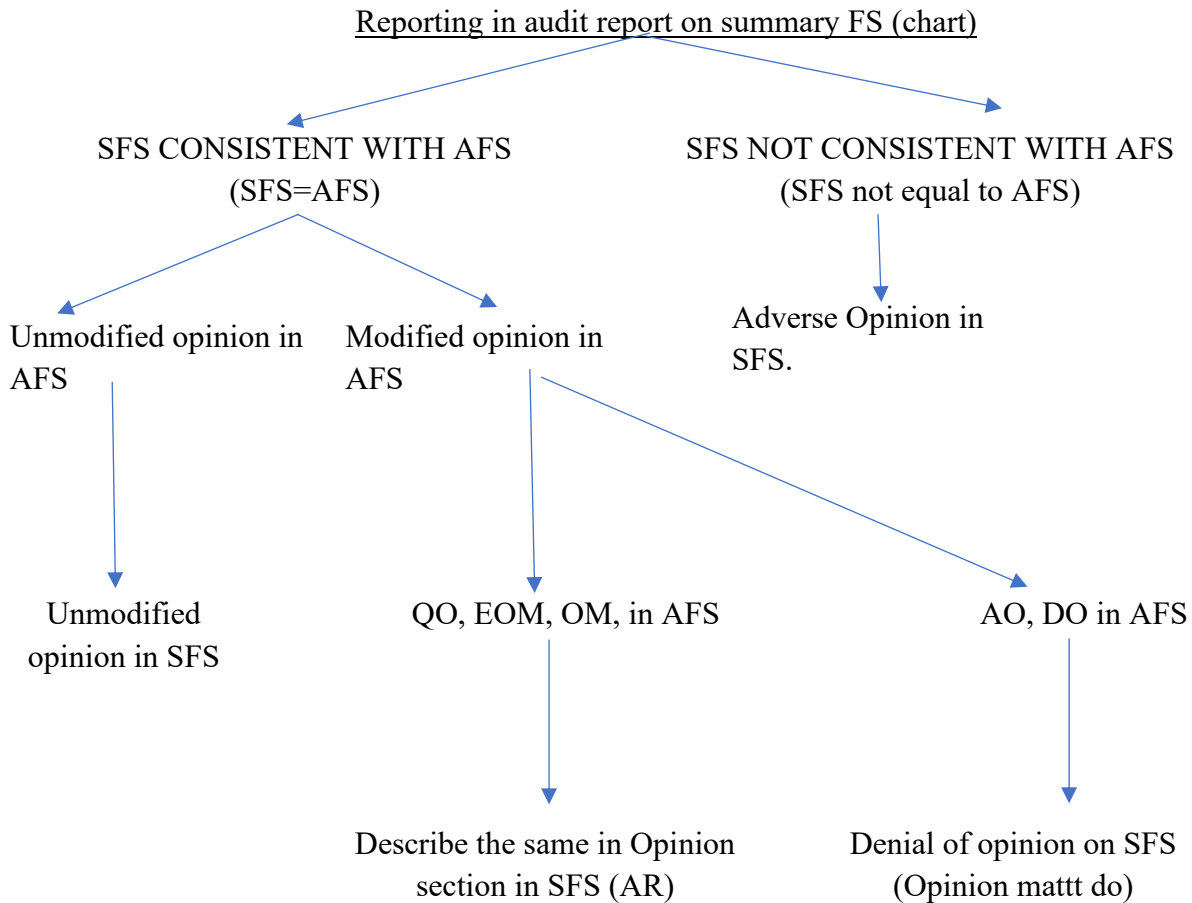 Reporting in audit report on summary FS (chart)
SFS CONSISTENT WITH AFS
(SFS=AFS)
SFS NOT CONSISTENT WITH AFS
(SFS not equal to AFS)
Unmodified opinion in
AFS
Modified opinion in
AFS
Adverse Opinion in
SFS.
Unmodified
opinion in SFS
QO, EOM, OM, in AFS
AO, DO in AFS
Describe the same in Opinion
section in SFS (AR)
Denial of opinion on SFS
(Opinion mattt do)